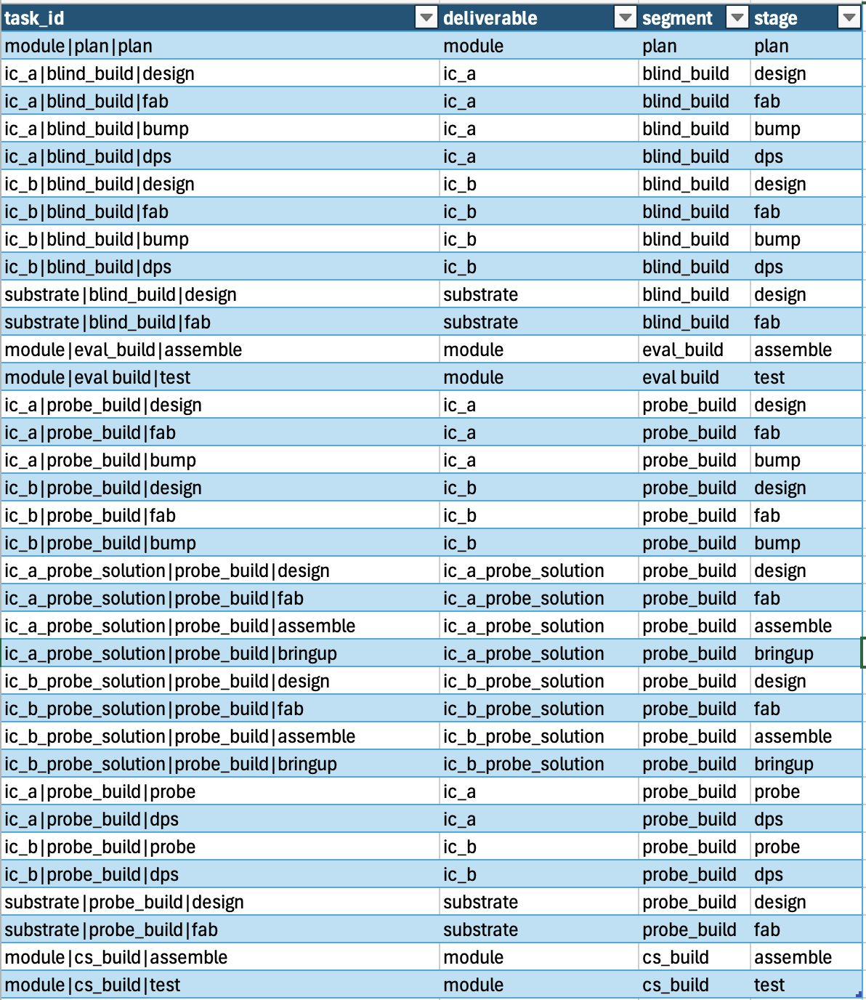 task_id deliverable segment stage
module|plan|plan module plan plan
ic_a|blind_build|design ic_a blind_build design
ic_a|blind_build|fab ic_a blind_build fab
ic_a|blind_build|bump ic_a blind_build bump
ic_a|blind_build|dps ic_a blind_build dps
ic_b|blind_build|design ic_b blind_build design
ic_b|blind_build|fab ic_b blind_build fab
ic_b|blind_build|bump ic_b blind_build bump
ic_b|blind_build|dps ic_b blind_build dps
substrate|blind_build|design substrate blind_build design
substrate|blind_build|fab substrate blind_build fab
module|eval_build|assemble module eval_build assemble
module|eval build|test module eval build test
ic_a|probe_build|design ic_a probe_build design
ic_a|probe_build|fab ic_a probe_build fab
ic_a|probe_build|bump ic_a probe_build bump
ic_b|probe_build|design ic_b probe_build design
ic_b|probe_build|fab ic_b probe_build fab
ic_b|probe_build|bump ic_b probe_build bump
ic_a_probe_solution|probe_build|design ic_a_probe_solution probe_build design
ic_a_probe_solution|probe_build|fab ic_a_probe_solution probe_build fab
ic_a_probe_solution|probe_build|assemble ic_a_probe_solution probe_build assemble
ic_a_probe_solution|probe_build|bringup ic_a_probe_solution probe_build bringup
ic_b_probe_solution|probe_build|design ic_b_probe_solution probe_build design
ic_b_probe_solution|probe_build|fab ic_b_probe_solution probe_build fab
ic_b_probe_solution|probe_build|assemble ic_b_probe_solution probe_build assemble
ic_b_probe_solution|probe_build|bringup ic_b_probe_solution probe_build bringup
ic_a|probe_build|probe ic_a probe_build probe
ic_a|probe_build|dps ic_a probe_build dps
ic_b|probe_build|probe ic_b probe_build probe
ic_b|probe_build|dps ic_b probe_build dps
substrate|probe_build|design substrate probe_build design
substrate|probe_build|fab substrate probe_build fab
module|cs_build|assemble module cs_build assemble
module|cs_build|test module cs_build test